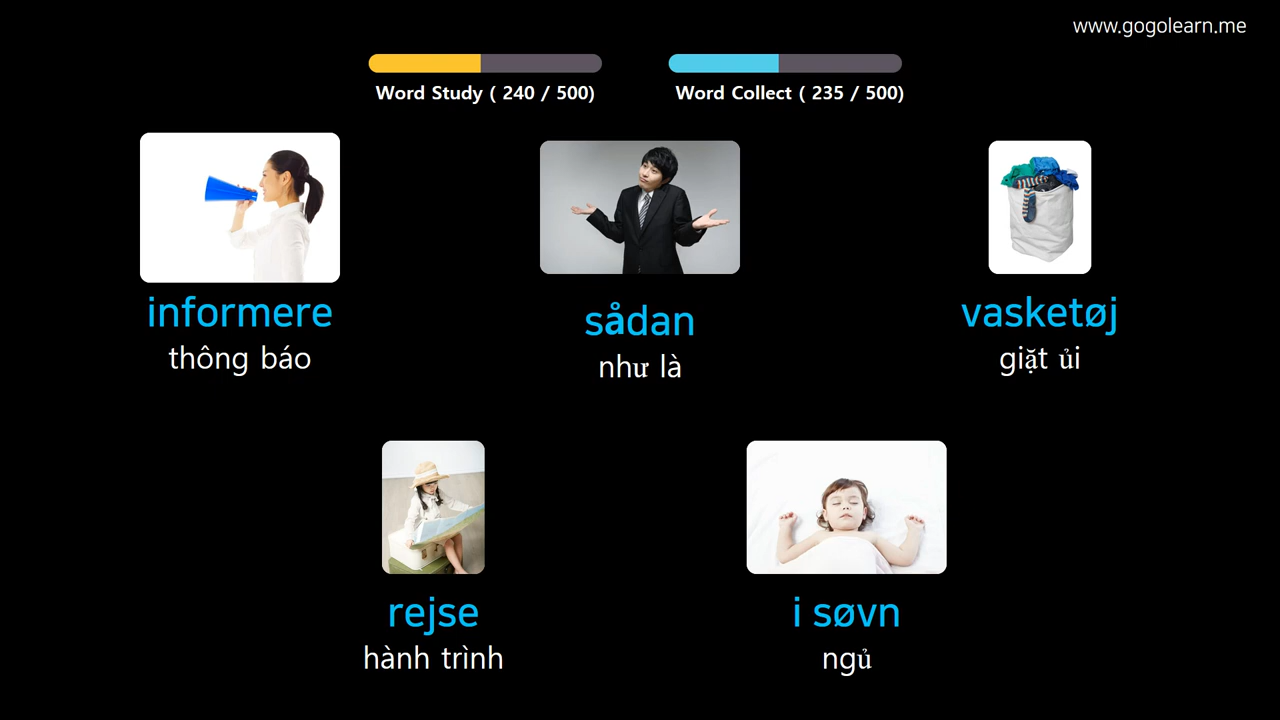 www.gogolearn.me
Word Study ( 240 / 500)
Word Collect ( 235 / 500)
informere
thông báo
sådan
như là
vasketøj
giặt ủi
rejse
hành trình
i søvn
ngủ